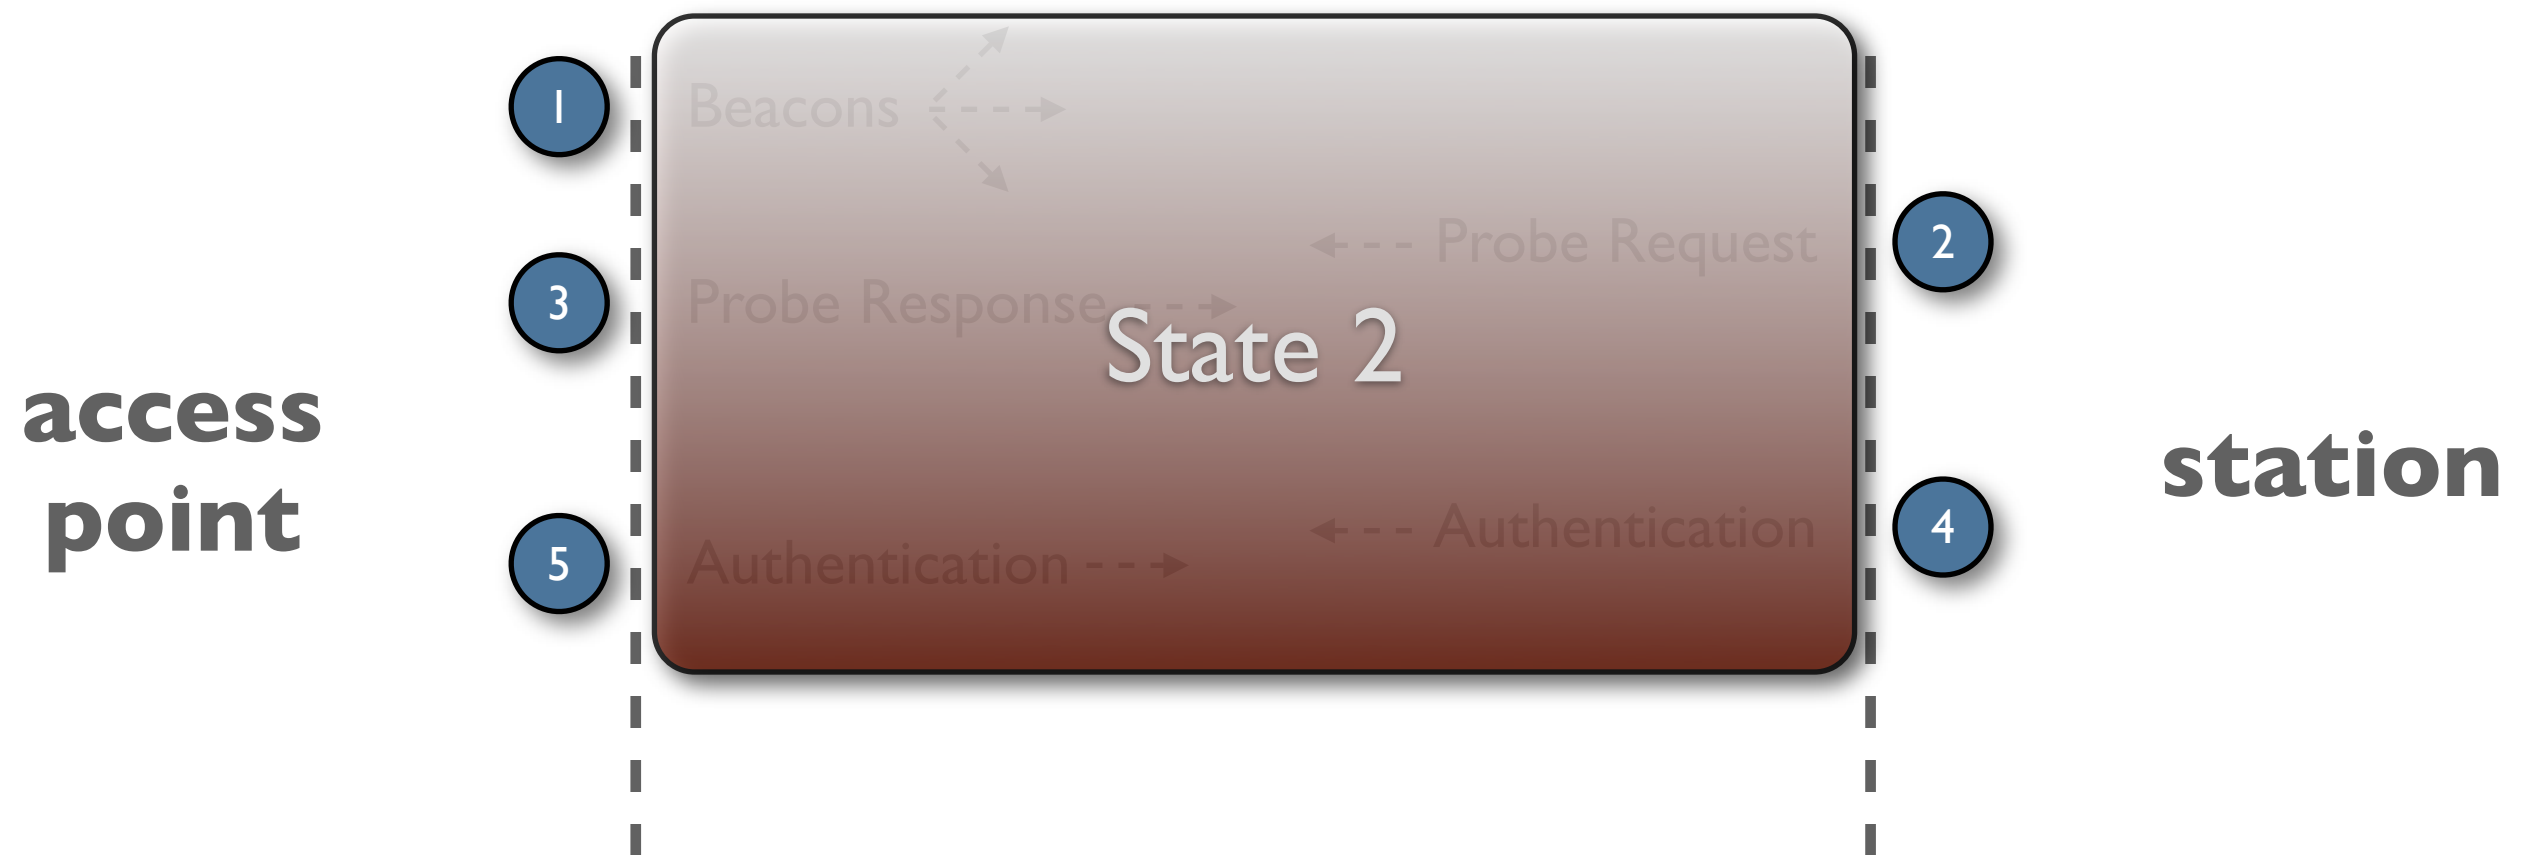 1
Beacons
2
Probe Request
3
Probe Response
State 2
access
point
station
4
Authentication
5
Authentication